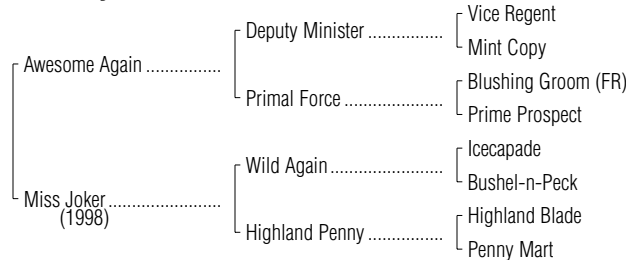 Vice Regent
Deputy Minister ................
Mint Copy
Awesome Again ................
Blushing Groom (FR)
Primal Force .....................
Prime Prospect
Icecapade
Wild Again ........................
Bushel-n-Peck
Miss Joker ........................
(1998)
Highland Blade
Highland Penny ................
Penny Mart